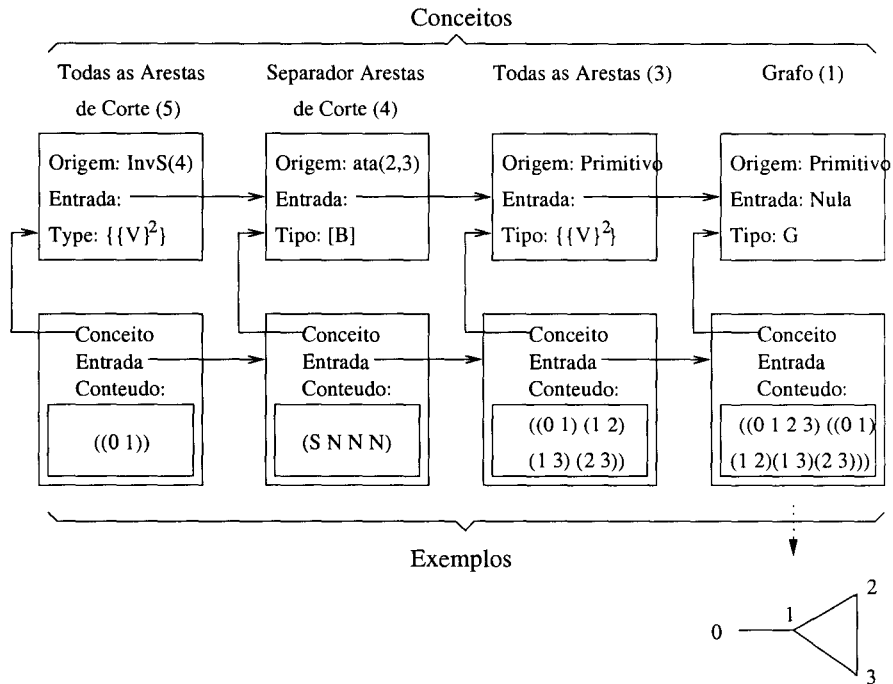 Conceitos
Todas as Arestas
de Corte (5)
Separador Arestas
de Corte (4)
Todas as Arestas (3)
Grafo (1)
Origem: InvS(4)
Entrada:
Type: {{V}²}
Origem: ata(2,3)
Entrada:
Tipo: [B]
Origem: Primitivo
Entrada:
Tipo: {{V}²}
Origem: Primitivo
Entrada: Nula
Tipo: G
Conceito
Entrada
Conteudo:
((0 1))
Conceito
Entrada
Conteudo:
(S N N N)
Conceito
Entrada
Conteudo:
((0 1) (1 2)
(1 3) (2 3))
Conceito
Entrada
Conteudo:
((0 1 2 3) ((0 1)
(1 2)(1 3)(2 3)))
Exemplos
2
1
0
3